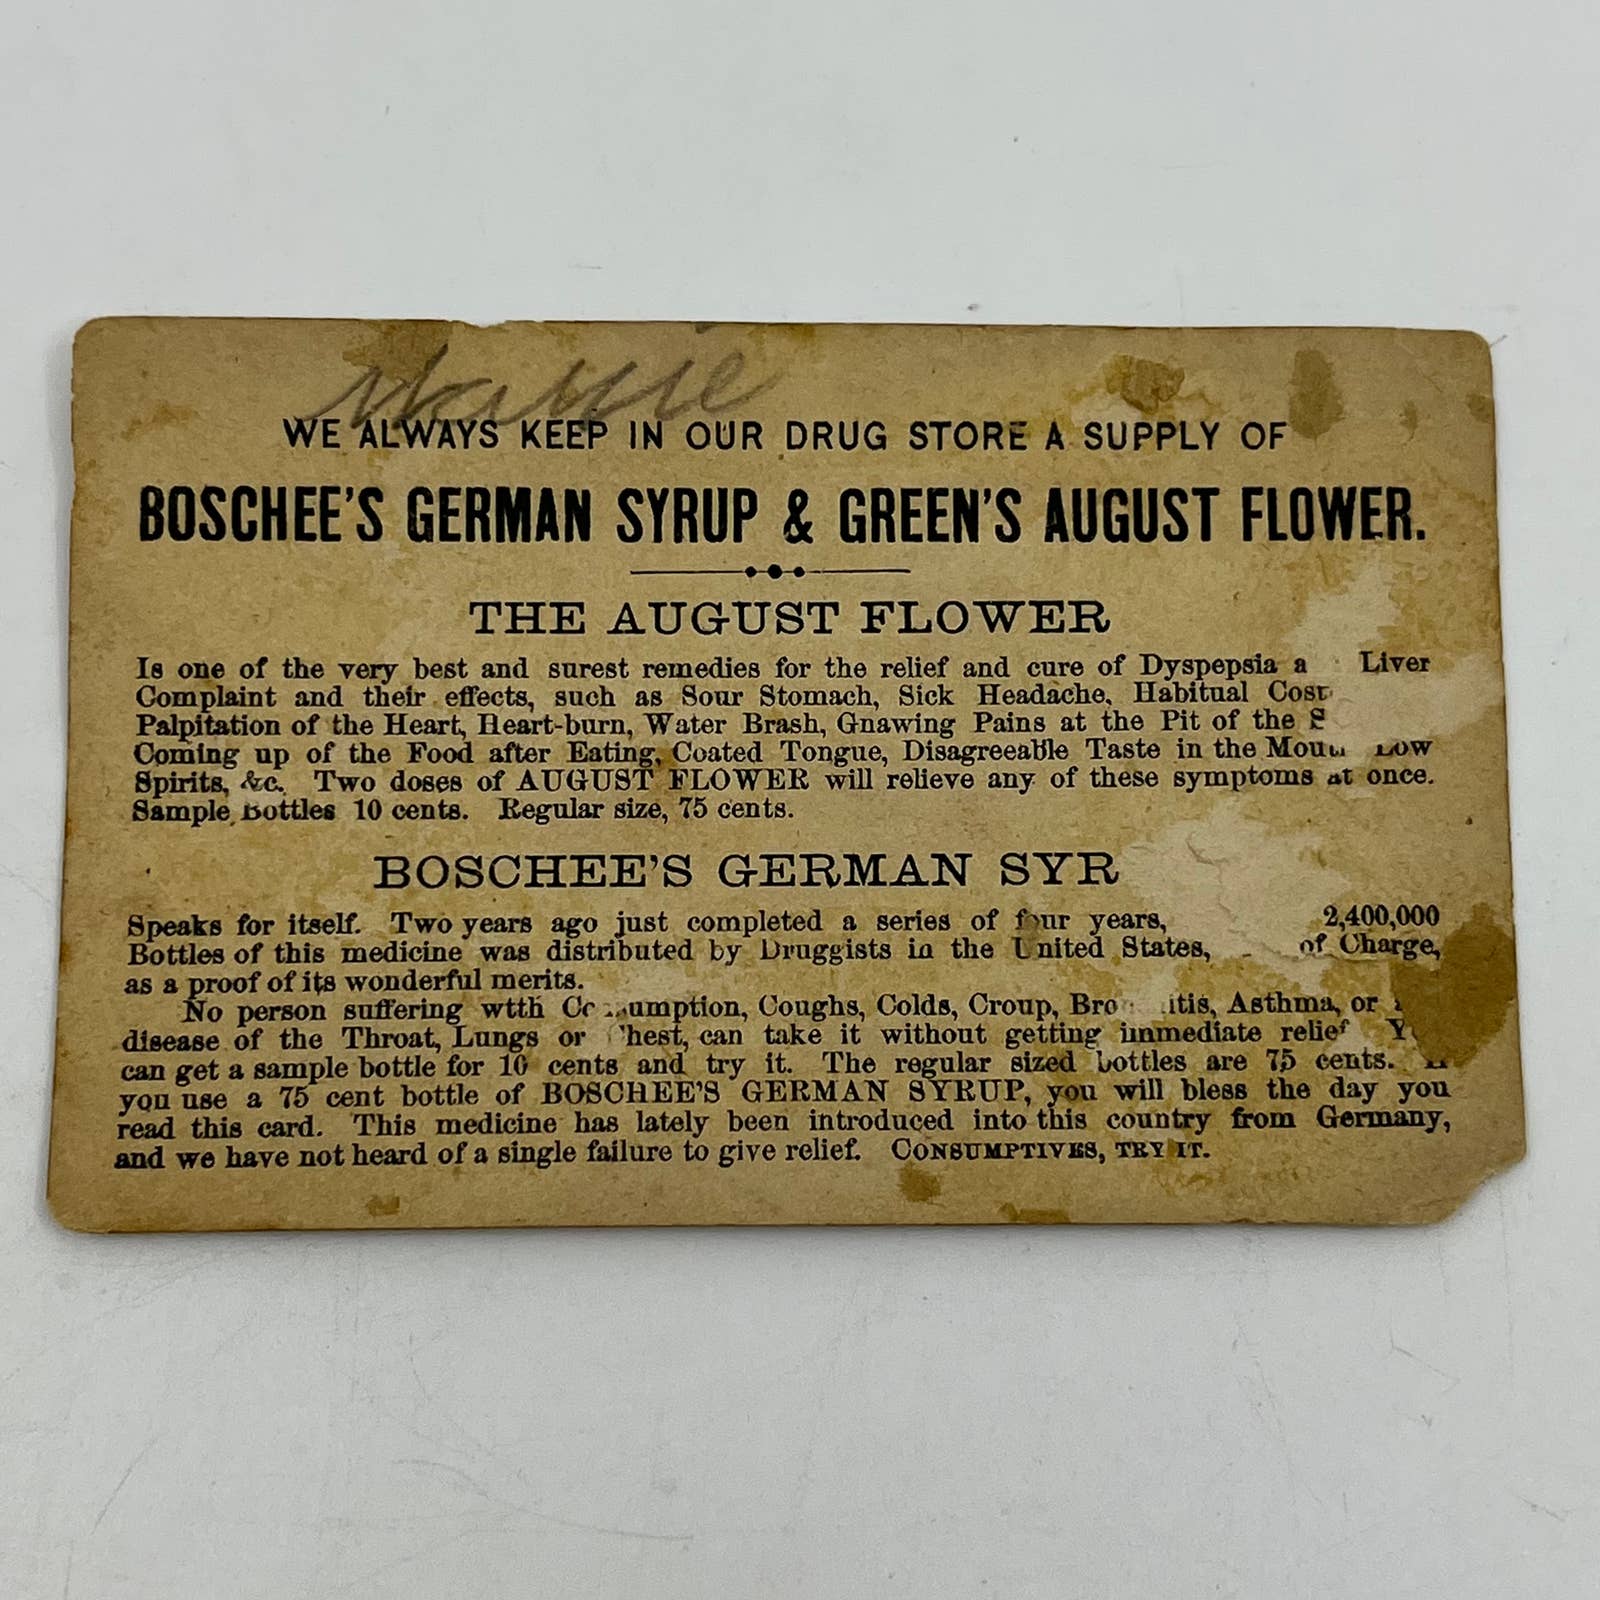 WE ALWAYS KEEP IN OUR DRUG STORE A SUPPLY OF
BOSCHEE'S GERMAN SYRUP & GREEN'S AUGUST FLOWER.
THE AUGUST FLOWER
Is one of the very best and surest remedies for the relief and cure of Dyspepsia Liver
Complaint and their effects, such as Sour Stomach, Sick Headache, Habitual
Palpitation of the Heart, Heart-burn, Water Brash, Gnawing Pains at the Pit of the
Coming up of the Food after Eating, Coated Tongue, Disagreeable Taste in the Low
Spirits, &c. Two doses of AUGUST FLOWER will relieve any of these symptoms at once.
Sample Bottles 10 cents. Regular size, 75 cents.
BOSCHEE'S GERMAN SYR
Speaks for itself. Two years ago just completed a series of four years, 2,400,000
Bottles of this medicine was distributed by Druggists in the United States, of Charge,
as a proof of its wonderful merits.
No person suffering wtth Coughs, Colds, Croup, Asthma, or
disease of the Throat, Lungs or Chest, can take it without getting immediate relief
can get a sample bottle for 10 cents and try it. The regular sized bottles are 75 cents.
you use a 75 cent bottle of BOSCHEE'S GERMAN SYRUP, you will bless the day you
read this card. This medicine has lately been introduced into this country from Germany,
and we have not heard of a single failure to give relief. CONSUMPTIVES, TRY IT.